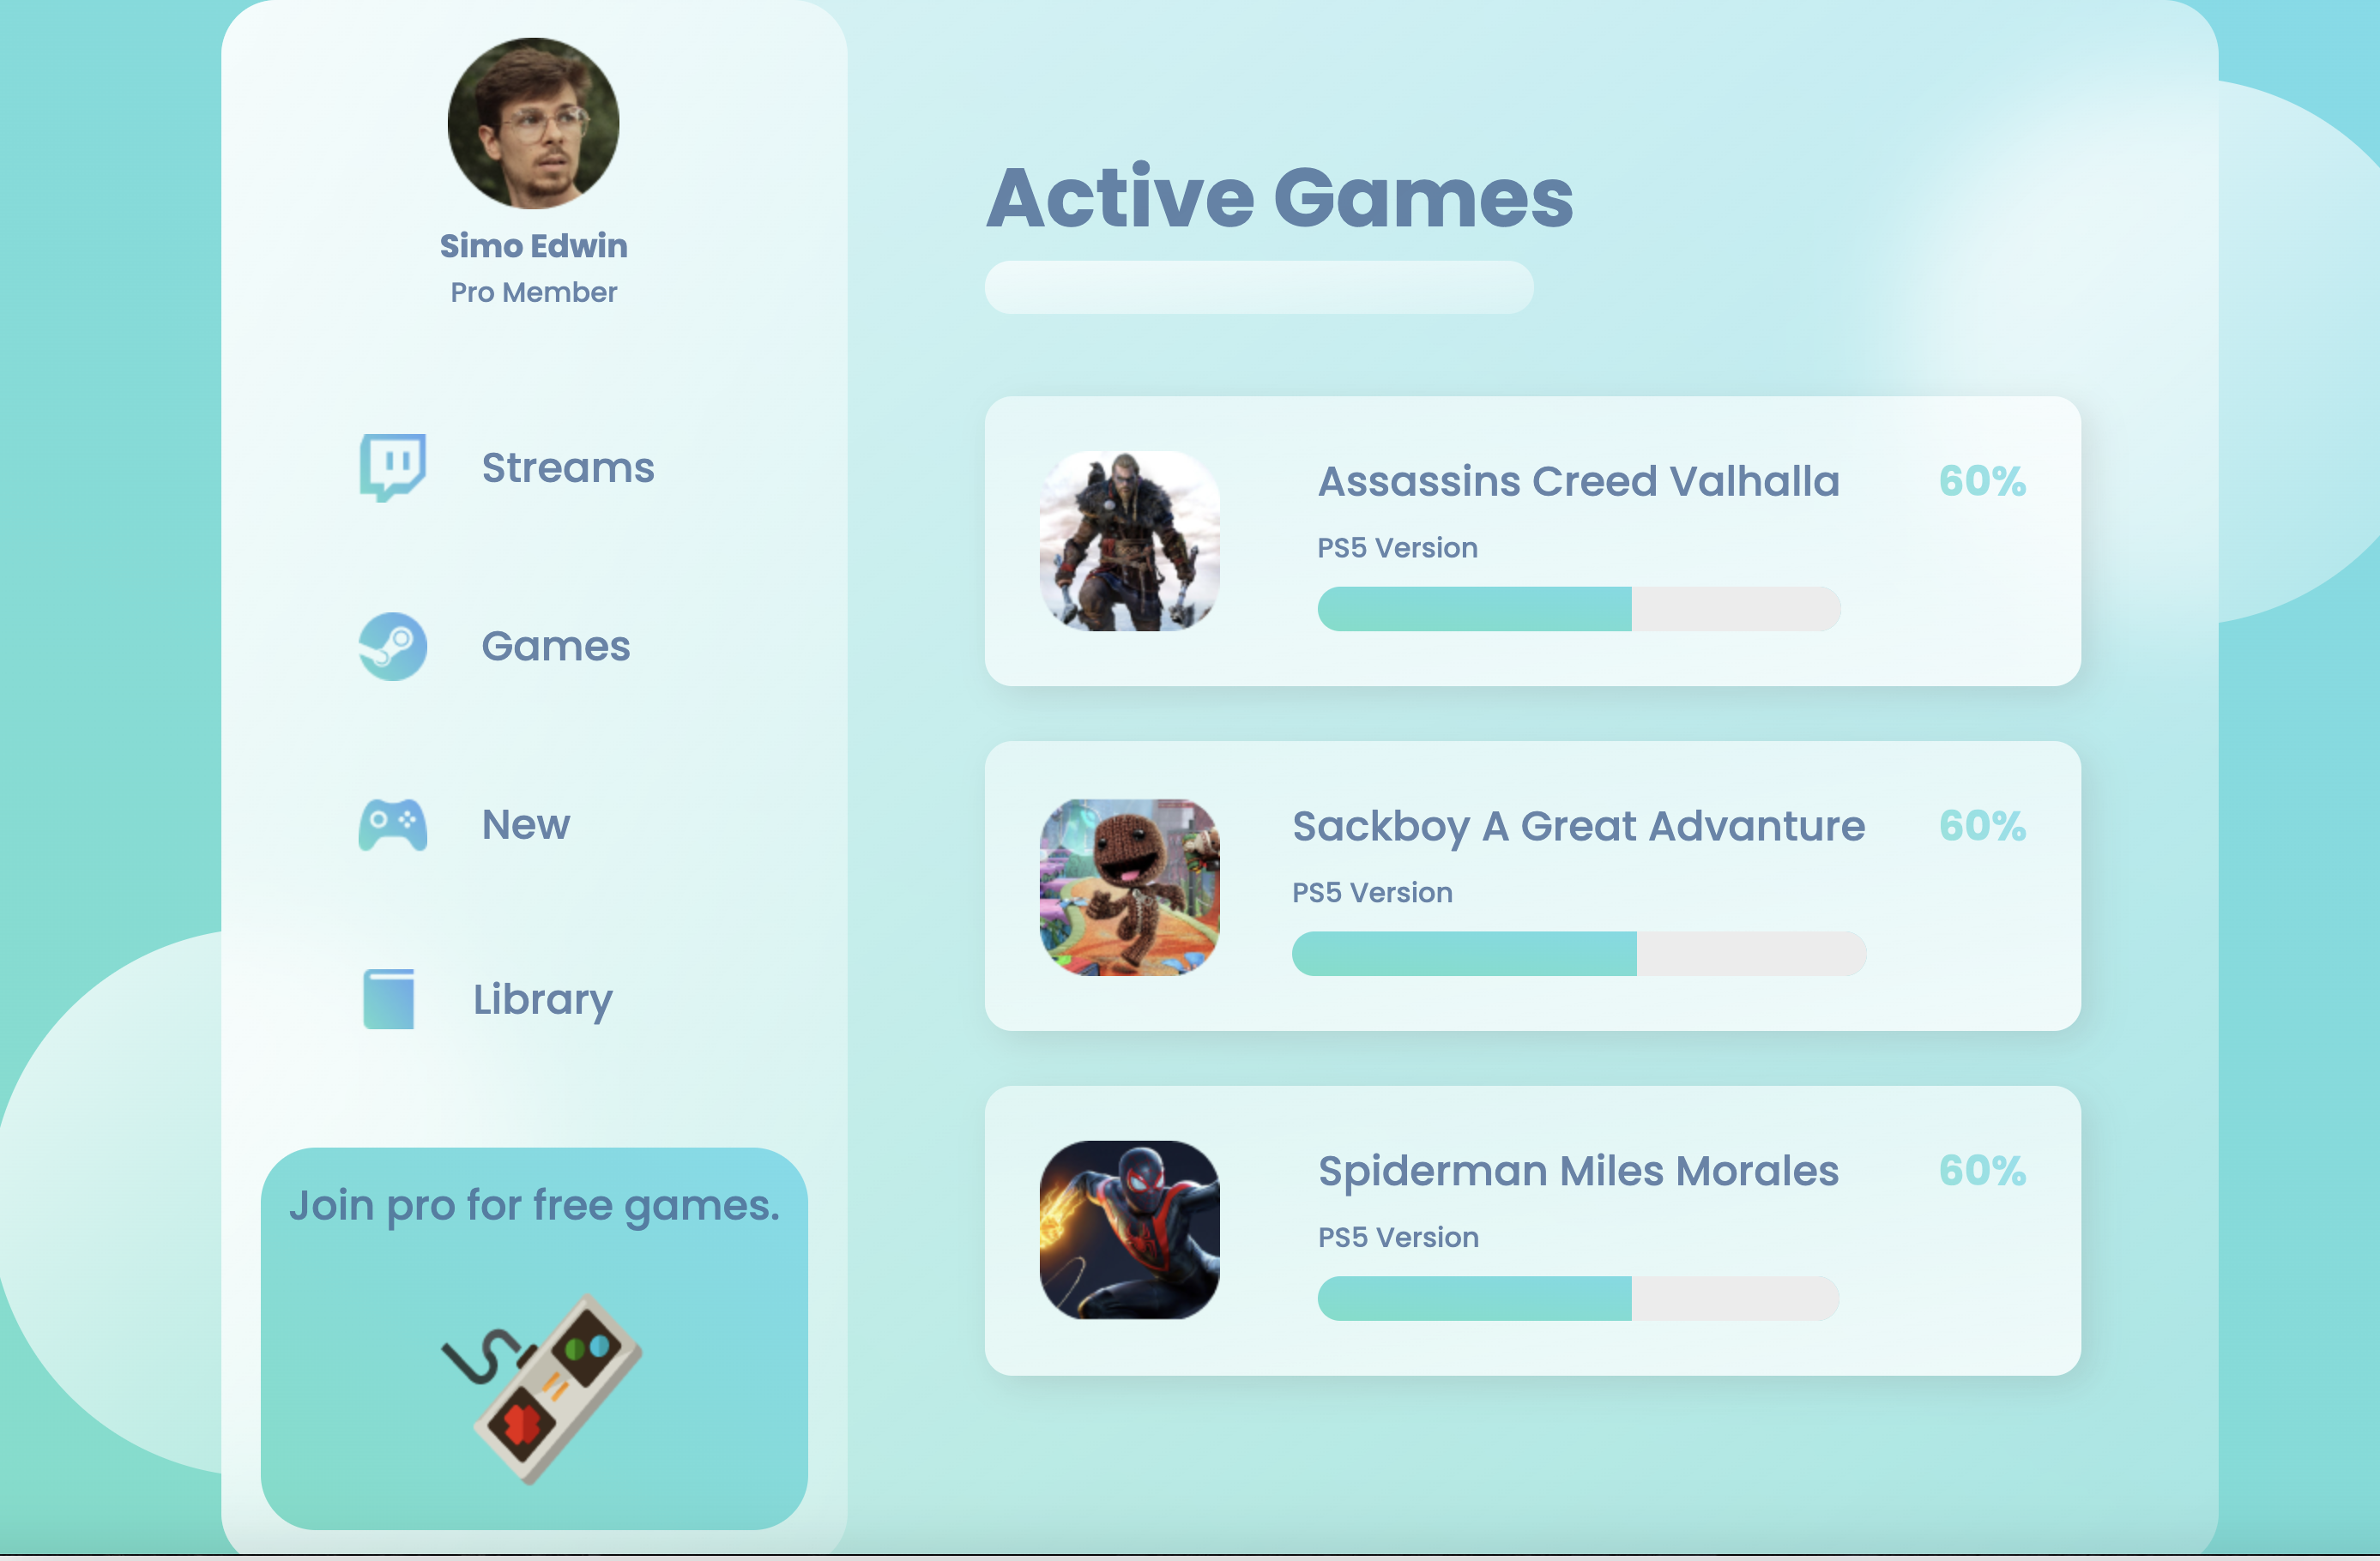 Simo Edwin
Pro Member
Streams
Games
New
Library
Join pro for free games.
Active Games
Assassins Creed Valhalla
60%
PS5 Version
Sackboy A Great Advanture
60%
PS5 Version
Spiderman Miles Morales
60%
PS5 Version